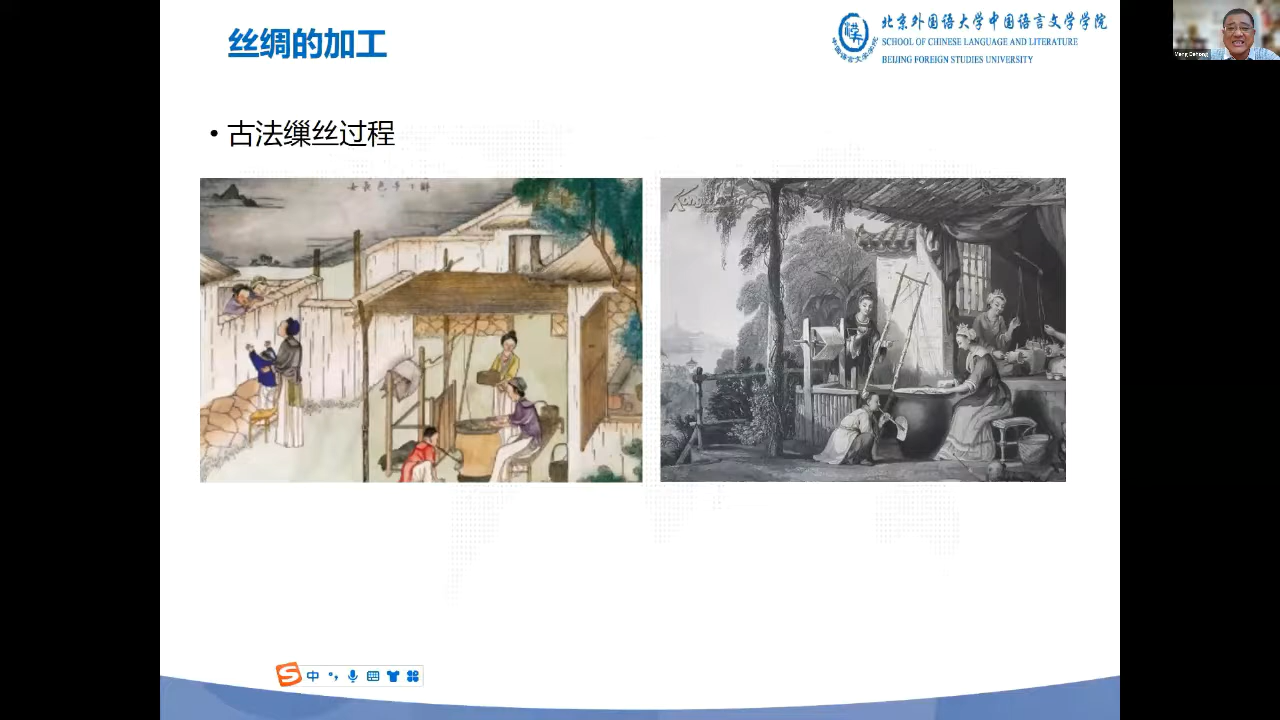 丝绸的加工
北京外国语大学中国语言文学学院
SCHOOL OF CHINESE LANGUAGE AND LITERATURE
BEIJING FOREIGN STUDIES UNIVERSITY
• 古法缫丝过程
中